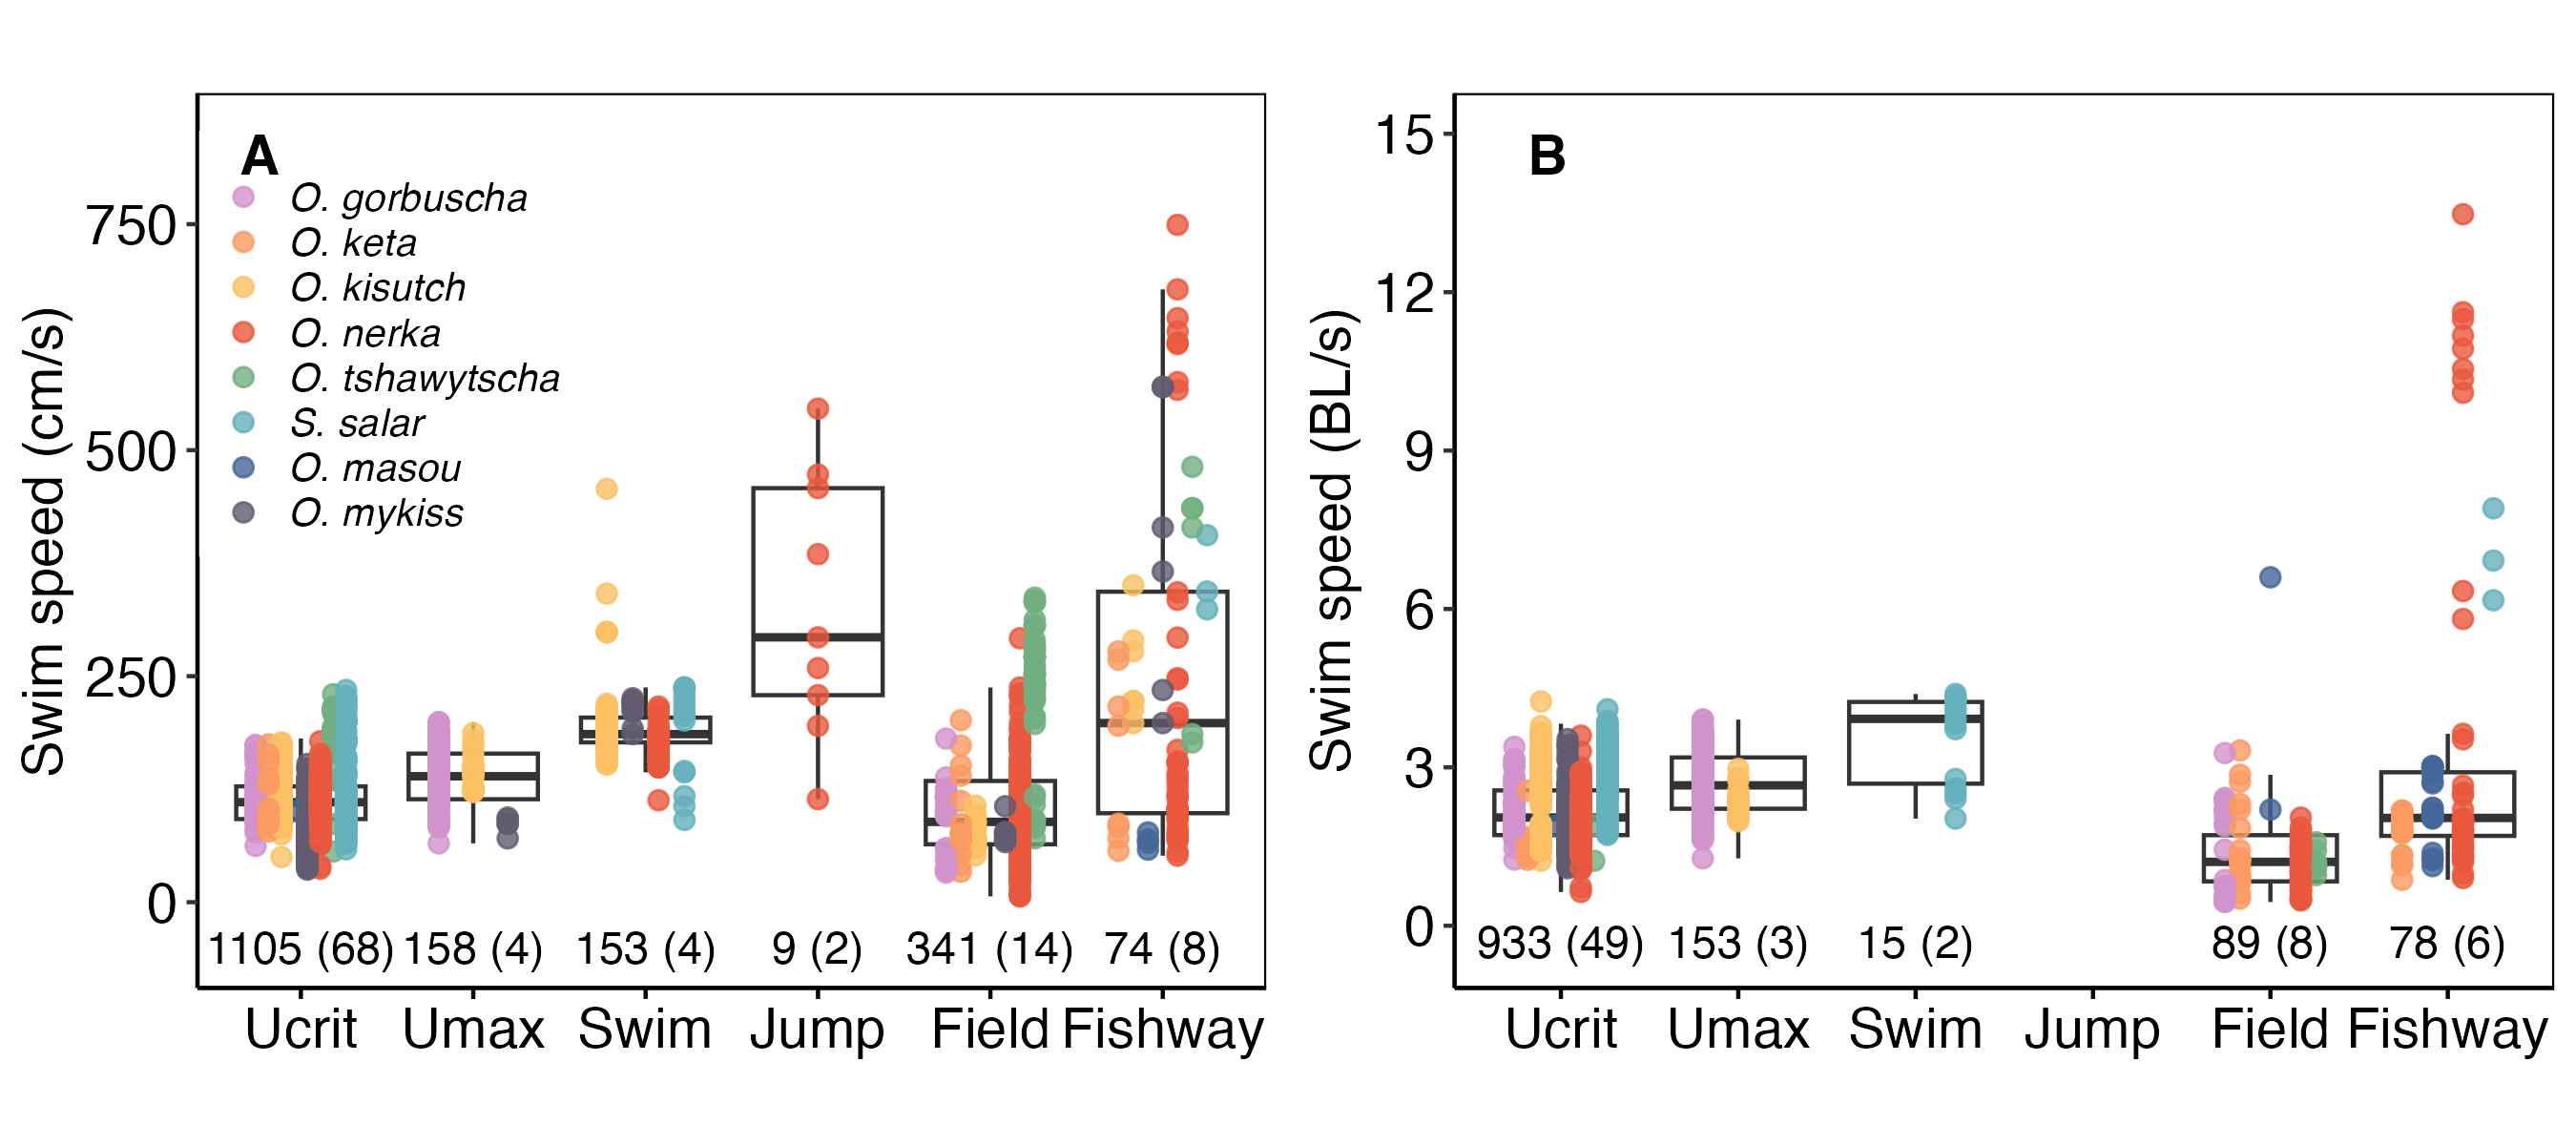 A
O. gorbuscha
O. keta
O. kisutch
O. nerka
O. tshawytscha
S. salar
O. masou
O. mykiss
Swim speed (cm/s)
750
500
250
0
1105 (68) 158 (4) 153 (4) 9 (2) 341 (14) 74 (8)
Ucrit Umax Swim Jump Field Fishway
B
Swim speed (BL/s)
15
12
9
6
3
0
933 (49) 153 (3) 15 (2) 89 (8) 78 (6)
Ucrit Umax Swim Jump Field Fishway